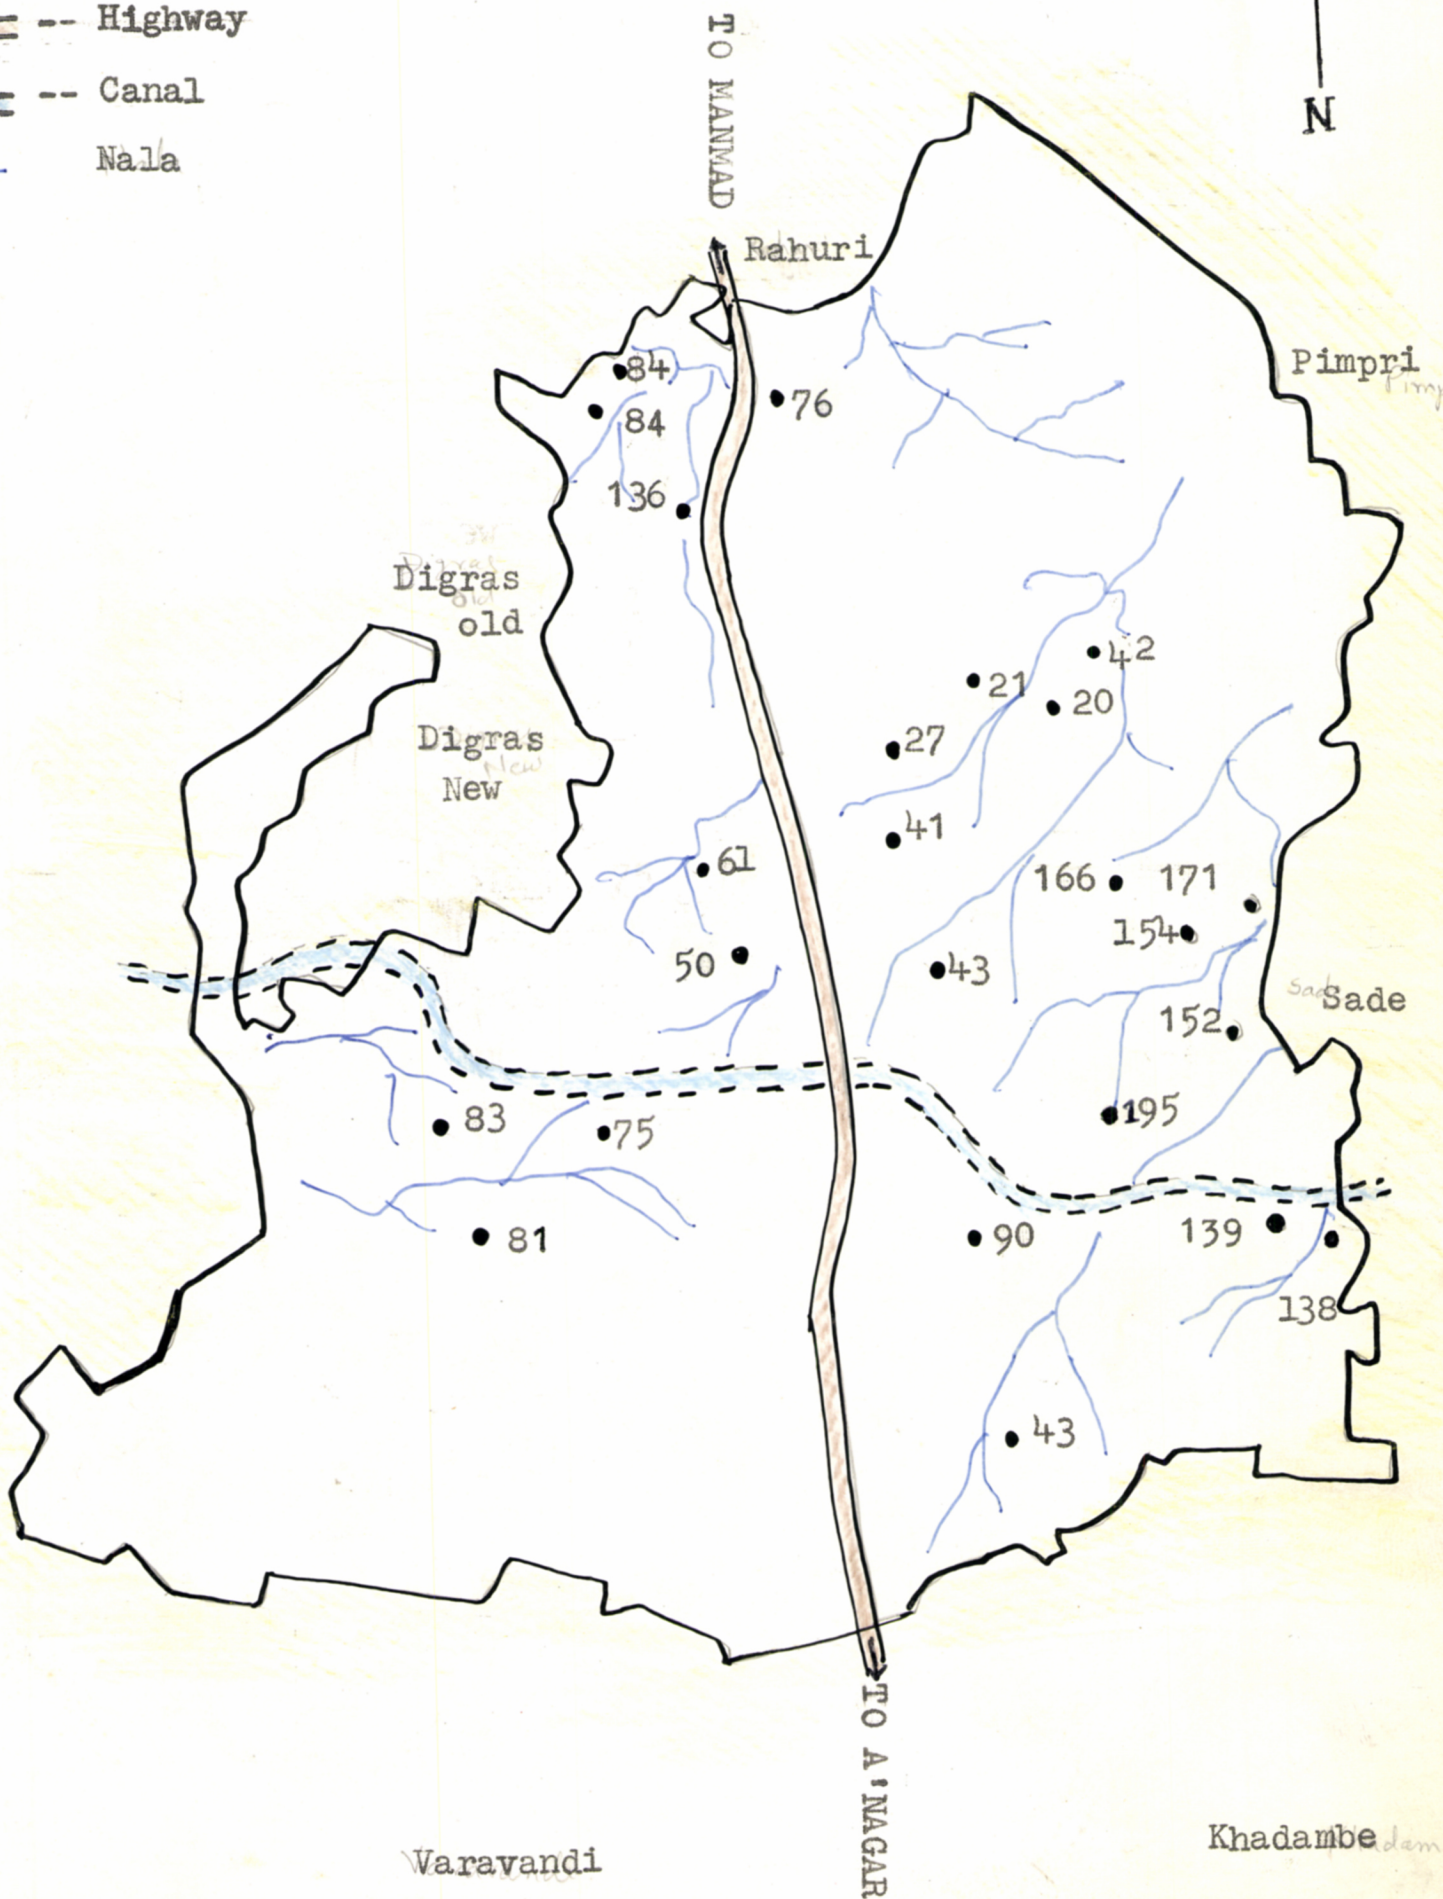 -- Highway
-- Canal
Nala
TO MANMAD
N
Rahuri
Pimpri
84
84
76
136
Digras
old
42
21
20
Digras
New
27
41
61
166
171
154
50
43
Sade
152
83
75
195
81
90
139
138
43
TO A'NAGAR
Varavandi
Khadambe